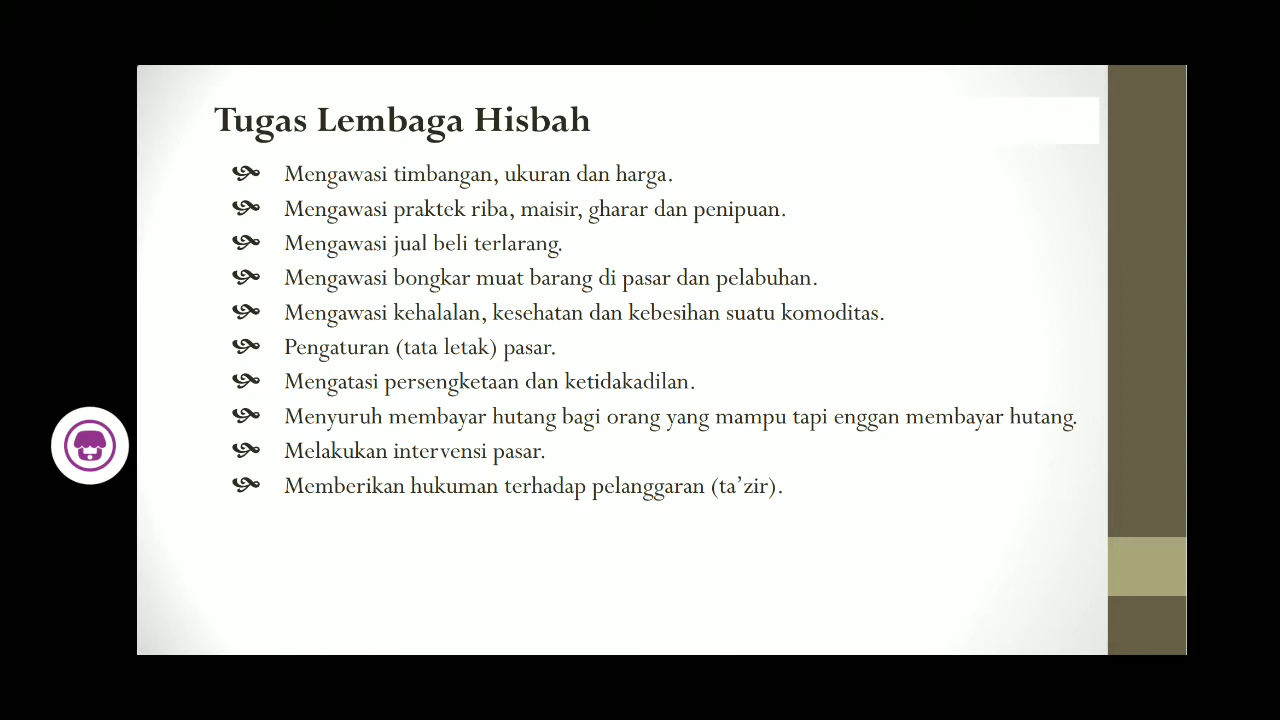 Tugas Lembaga Hisbah
Mengawasi timbangan, ukuran dan harga.
Mengawasi praktek riba, maisir, gharar dan penipuan.
Mengawasi jual beli terlarang.
Mengawasi bongkar muat barang di pasar dan pelabuhan.
Mengawasi kehalalan, kesehatan dan kebesihan suatu komoditas.
Pengaturan (tata letak) pasar.
Mengatasi persengketaan dan ketidakadilan.
Menyuruh membayar hutang bagi orang yang mampu tapi enggan membayar hutang.
Melakukan intervensi pasar.
Memberikan hukuman terhadap pelanggaran (ta’zir).